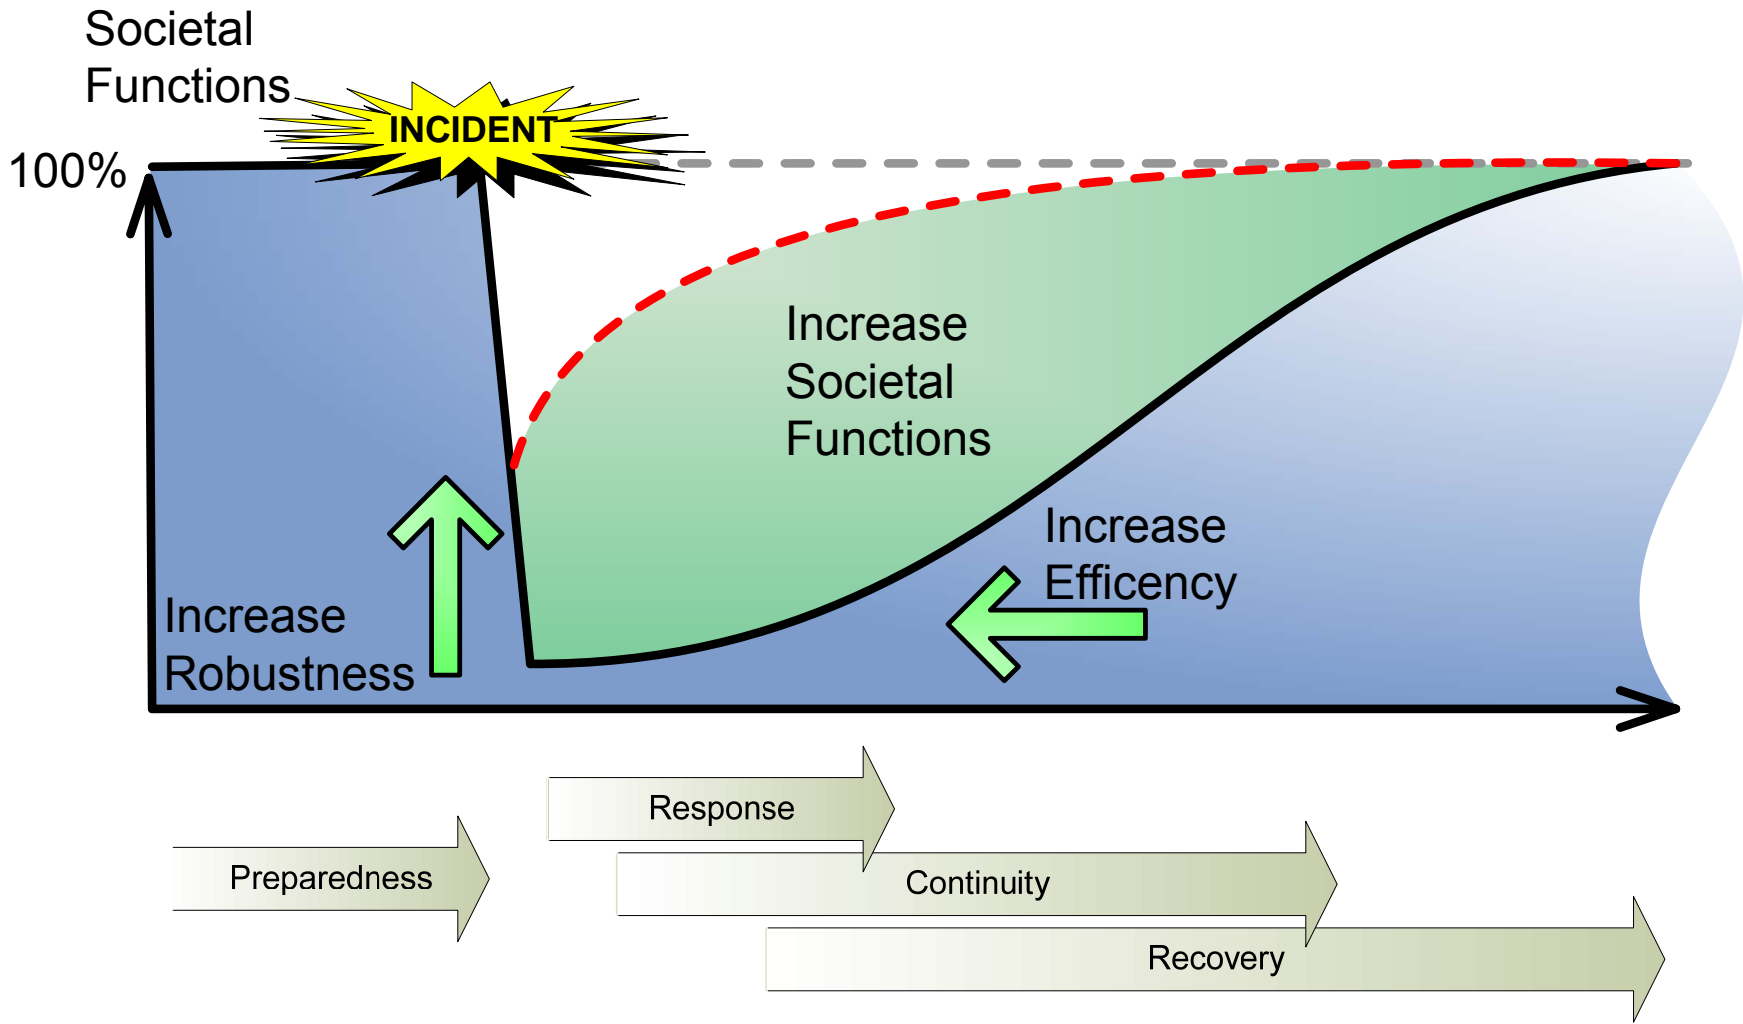 Societal
Functions
INCIDENT
100%
Increase
Societal
Functions
Increase
Efficency
Increase
Robustness
Response
Preparedness
Continuity
Recovery